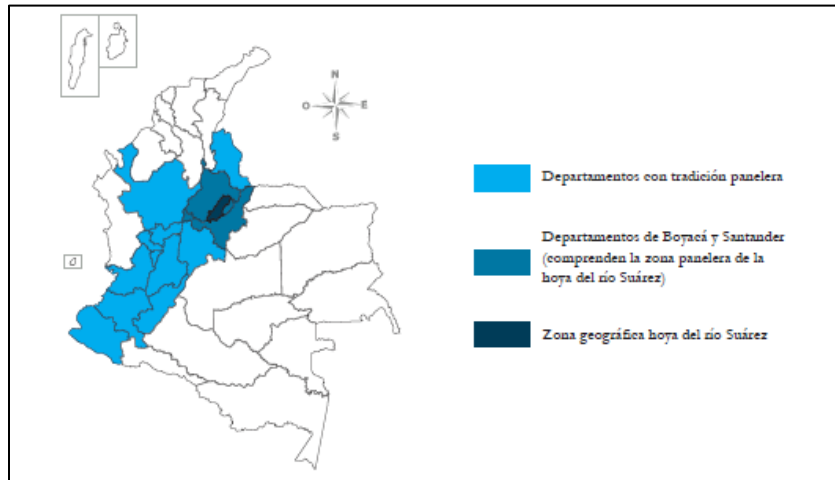 N
O
E
S
Departamentos con tradición panelera
Departamentos de Boyacá y Santander
(comprenden la zona panelera de la
hoya del río Suárez)
Zona geográfica hoya del río Suárez